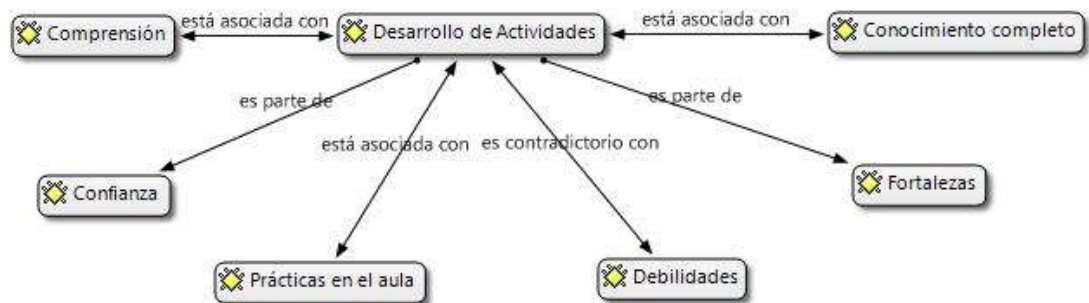 está asociada con
está asociada con
Comprensión
Desarrollo de Actividades
Conocimiento completo
es parte de
es parte de
está asociada con
es contradictorio con
Confianza
Fortalezas
Prácticas en el aula
Debilidades